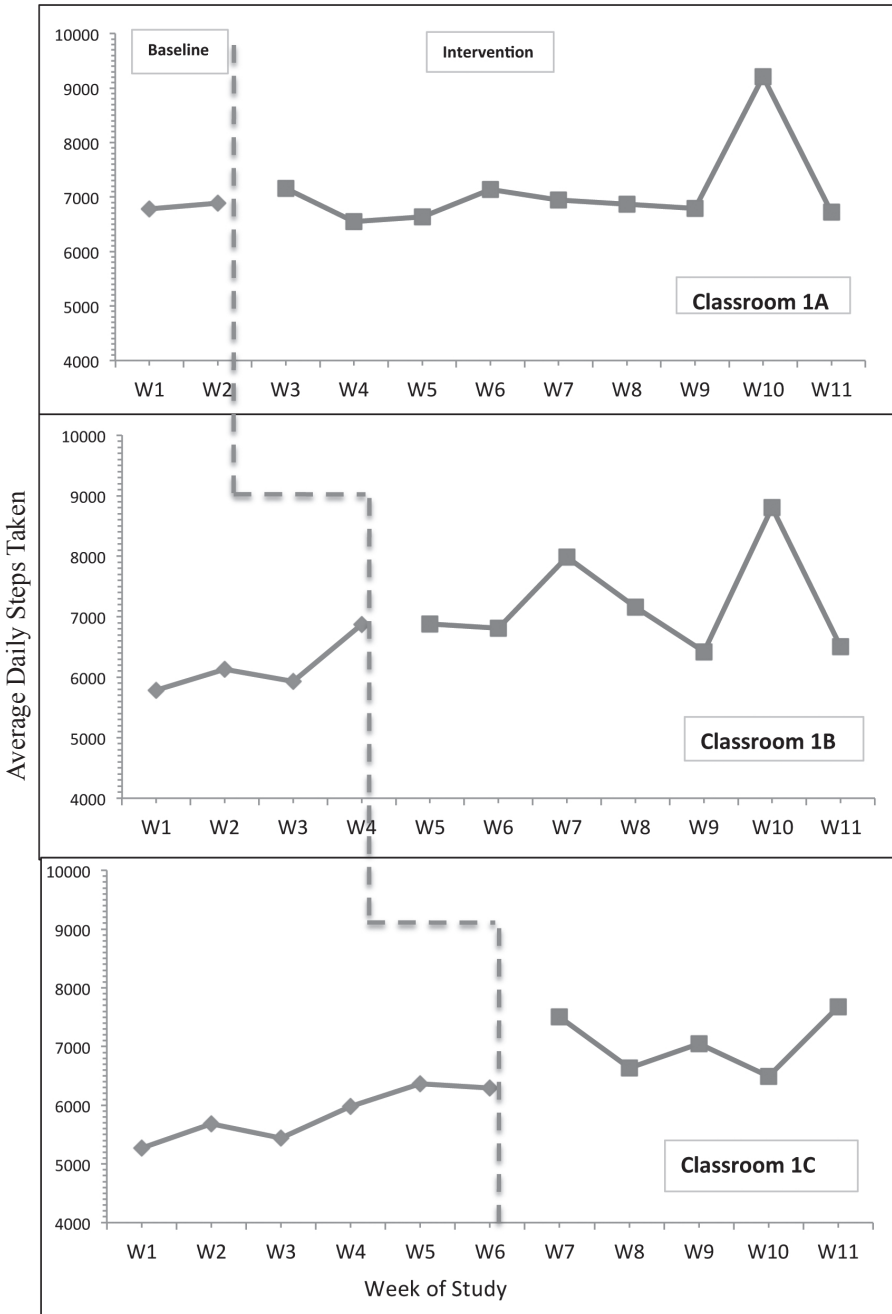 Average Daily Steps Taken
Baseline
Intervention
10000
9000
8000
7000
6000
5000
4000
Classroom 1A
W1 W2 W3 W4 W5 W6 W7 W8 W9 W10 W11
10000
9000
8000
7000
6000
5000
4000
Classroom 1B
W1 W2 W3 W4 W5 W6 W7 W8 W9 W10 W11
10000
9000
8000
7000
6000
5000
4000
Classroom 1C
W1 W2 W3 W4 W5 W6 W7 W8 W9 W10 W11
Week of Study